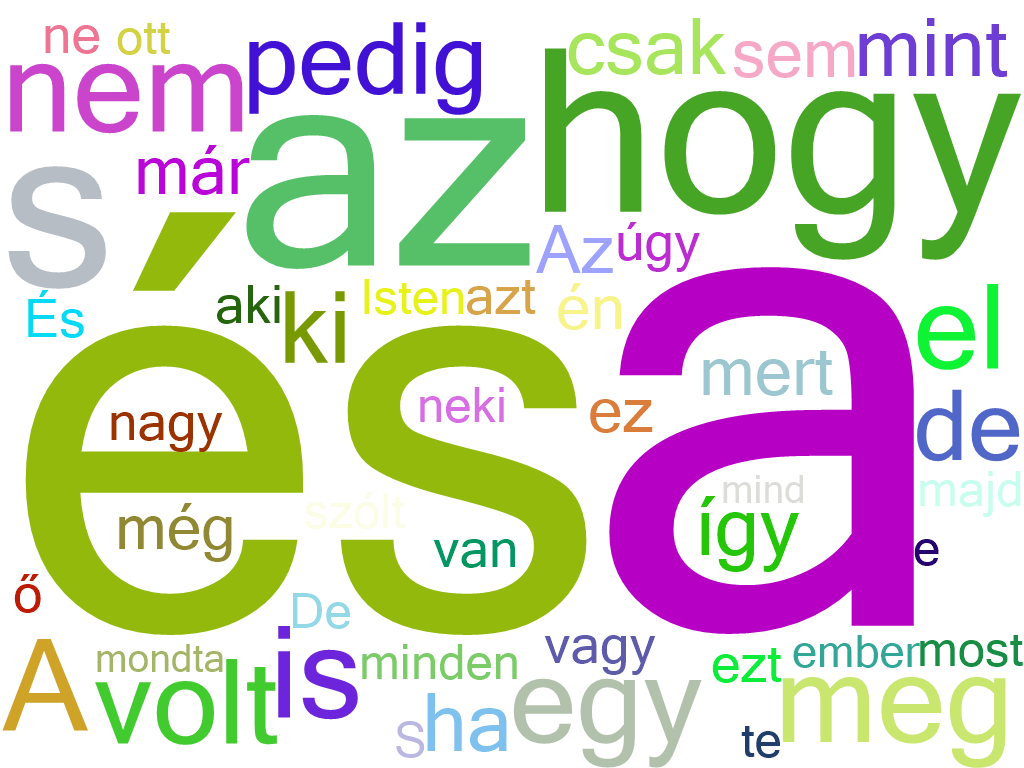 ne ott
nem pedig hogy csak sem mint
s már az
Az úgy
És aki ki Isten azt én a el
és
nagy neki ez mert de
mind majd
még szólt van így e
ő De
A mondta volt is minden vagy ezt ember most
S ha egy te meg